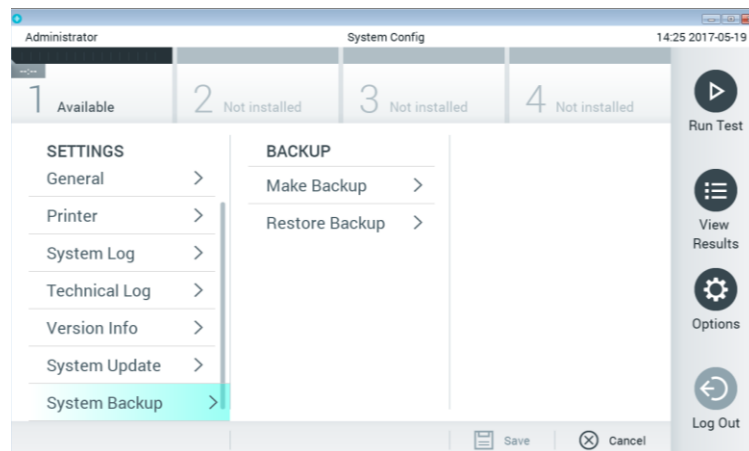 Administrator System Config 14:25 2017-05-19
--:--
1 Available 2 Not installed 3 Not installed 4 Not installed
Run Test
SETTINGS BACKUP
General > Make Backup >
Printer > Restore Backup >
View
Results
System Log >
Technical Log >
Version Info >
Options
System Update >
System Backup >
Log Out
Save Cancel